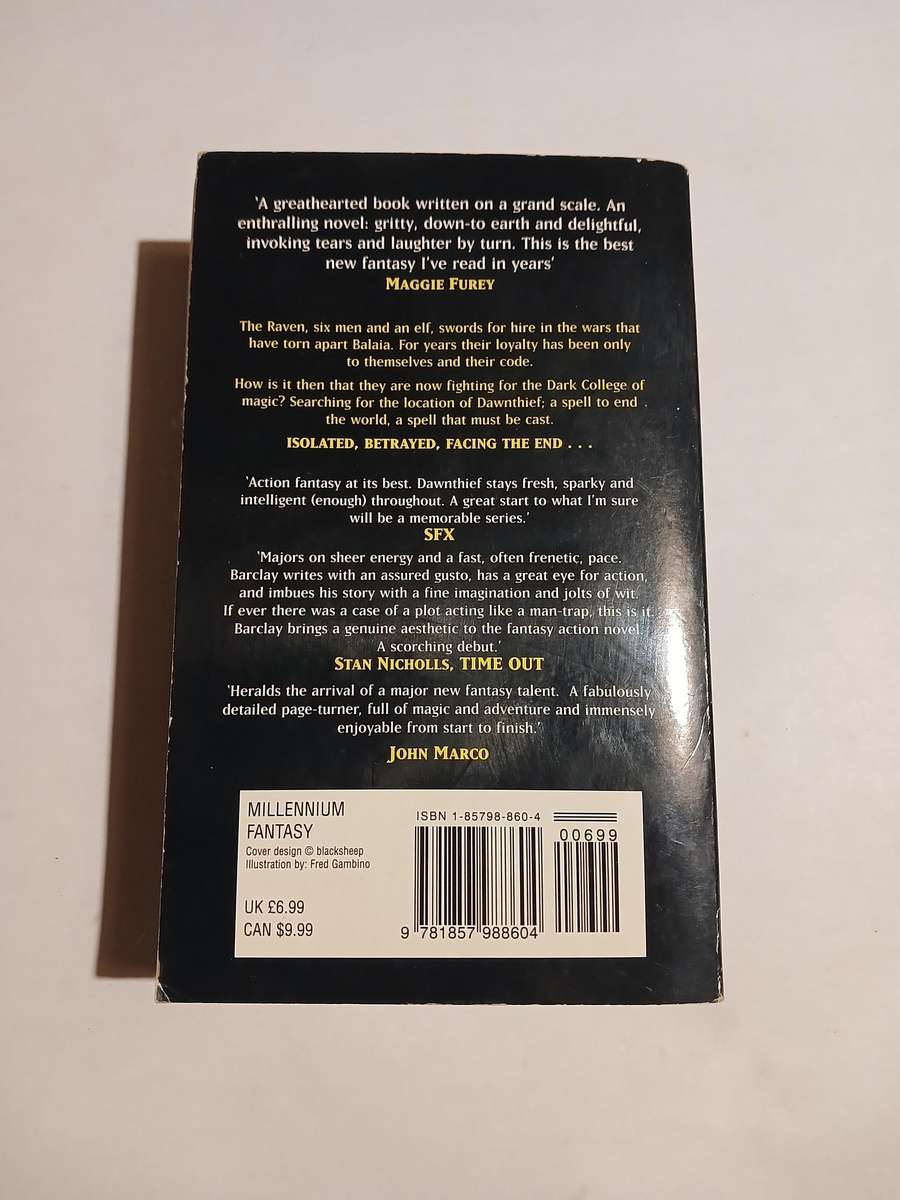 ‘A greathearted book written on a grand scale. An
enthralling novel: gritty, down-to earth and delightful,
invoking tears and laughter by turn. This is the best
new fantasy I’ve read in years’
MAGGIE FUREY
The Raven, six men and an elf, swords for hire in the wars that
have torn apart Balaia. For years their loyalty has been only
to themselves and their code.
How is it then that they are now fighting for the Dark College of
magic? Searching for the location of Dawnthief; a spell to end
the world, a spell that must be cast.
ISOLATED, BETRAYED, FACING THE END . . .
‘Action fantasy at its best. Dawnthief stays fresh, sparky and
intelligent (enough) throughout. A great start to what I’m sure
will be a memorable series.’
SFX
‘Majors on sheer energy and a fast, often frenetic, pace.
Barclay writes with an assured gusto, has a great eye for action,
and imbues his story with a fine imagination and jolts of wit.
If ever there was a case of a plot acting like a man-trap, this is it.
Barclay brings a genuine aesthetic to the fantasy action novel.
A scorching debut.’
STAN NICHOLLS, TIME OUT
‘Heralds the arrival of a major new fantasy talent. A fabulously
detailed page-turner, full of magic and adventure and immensely
enjoyable from start to finish.’
JOHN MARCO
MILLENNIUM
FANTASY
Cover design © blacksheep
Illustration by: Fred Gambino
UK £6.99
CAN $9.99
ISBN 1-85798-860-4
00699
9 781857 988604